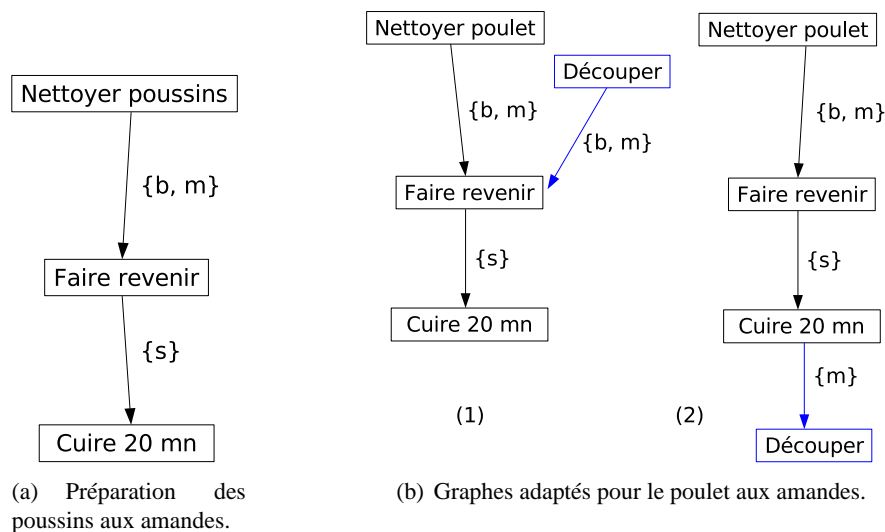 Nettoyer poussins
{b, m}
Faire revenir
{s}
Cuire 20 mn
(a) Préparation des
poussins aux amandes.
Nettoyer poulet
Découper
{b, m}
{b, m}
Faire revenir
{s}
Cuire 20 mn
(1)
Nettoyer poulet
{b, m}
Faire revenir
{s}
Cuire 20 mn
{m}
(2)
Découper
(b) Graphes adaptés pour le poulet aux amandes.